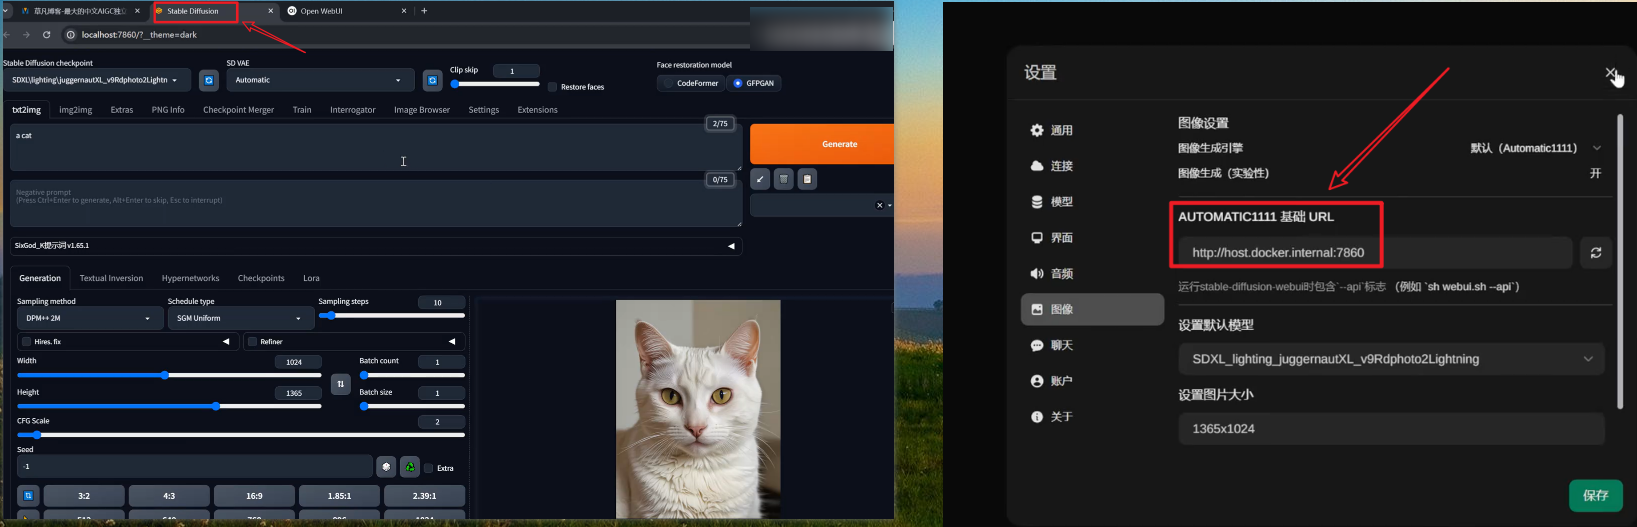 草凡博客-最大的中文AIGC独立
Stable Diffusion
Open WebUI
localhost:7860/?__theme=dark
Stable Diffusion checkpoint
SD VAE
Clip skip
1
Face restoration model
SDXL\lighting\juggernautXL_v9Rdphoto2Lightn
Automatic
Restore faces
CodeFormer
GFPGAN
txt2img
img2img
Extras
PNG Info
Checkpoint Merger
Train
Interrogator
Image Browser
Settings
Extensions
2/75
a cat
Generate
0/75
Negative prompt
(Press Ctrl+Enter to generate, Alt+Enter to skip, Esc to interrupt)
SixGod_K提示词 v1.65.1
Generation
Textual Inversion
Hypernetworks
Checkpoints
Lora
Sampling method
Schedule type
Sampling steps
10
DPM++ 2M
SGM Uniform
Hires. fix
Refiner
Width
1024
Batch count
1
Height
1365
Batch size
1
CFG Scale
2
Seed
-1
Extra
3:2
4:3
16:9
1.85:1
2.39:1
设置
通用
连接
模型
界面
音频
图像
聊天
账户
关于
图像设置
图像生成引擎
默认（Automatic1111）
图像生成（实验性）
开
AUTOMATIC1111 基础 URL
http://host.docker.internal:7860
运行stable-diffusion-webui时包含`--api`标志 （例如 `sh webui.sh --api`）
设置默认模型
SDXL_lighting_juggernautXL_v9Rdphoto2Lightning
设置图片大小
1365x1024
保存